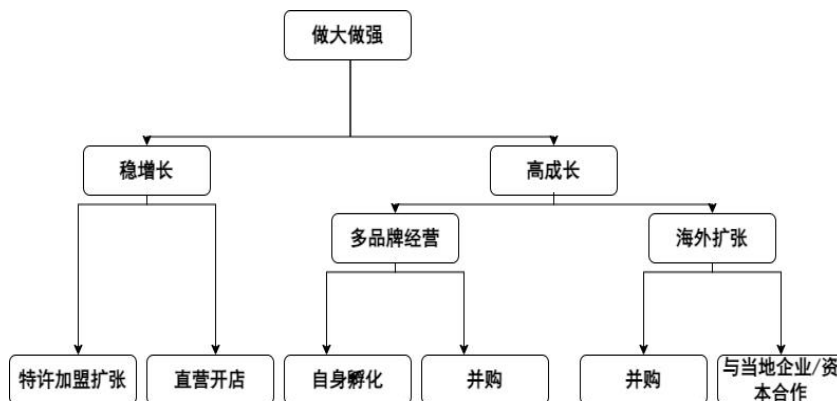 做大做强
稳增长
高成长
多品牌经营
海外扩张
特许加盟扩张
直营开店
自身孵化
并购
并购
与当地企业/资
本合作